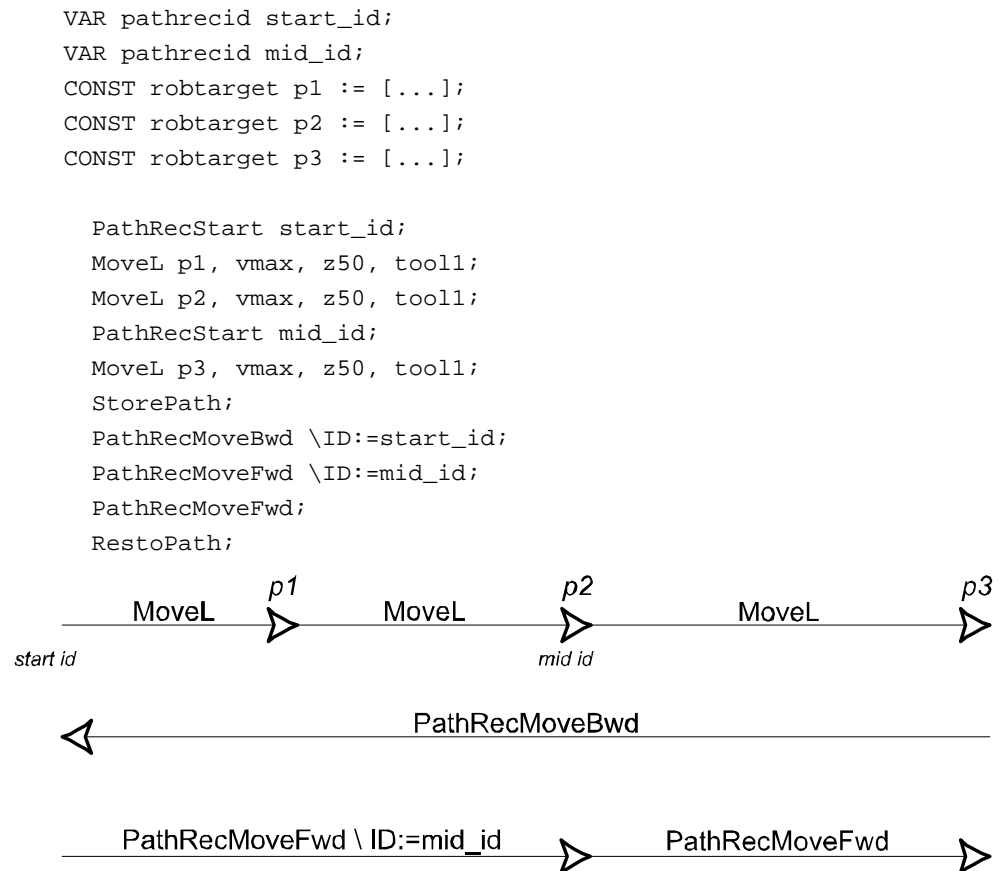 VAR pathrecid start_id;
VAR pathrecid mid_id;
CONST robtarget p1 := [...];
CONST robtarget p2 := [...];
CONST robtarget p3 := [...];
PathRecStart start_id;
MoveL p1, vmax, z50, tool1;
MoveL p2, vmax, z50, tool1;
PathRecStart mid_id;
MoveL p3, vmax, z50, tool1;
StorePath;
PathRecMoveBwd \ID:=start_id;
PathRecMoveFwd \ID:=mid_id;
PathRecMoveFwd;
RestoPath;
p1 p2 p3
MoveL MoveL MoveL
start id mid id
PathRecMoveBwd
PathRecMoveFwd \ ID:=mid_id PathRecMoveFwd